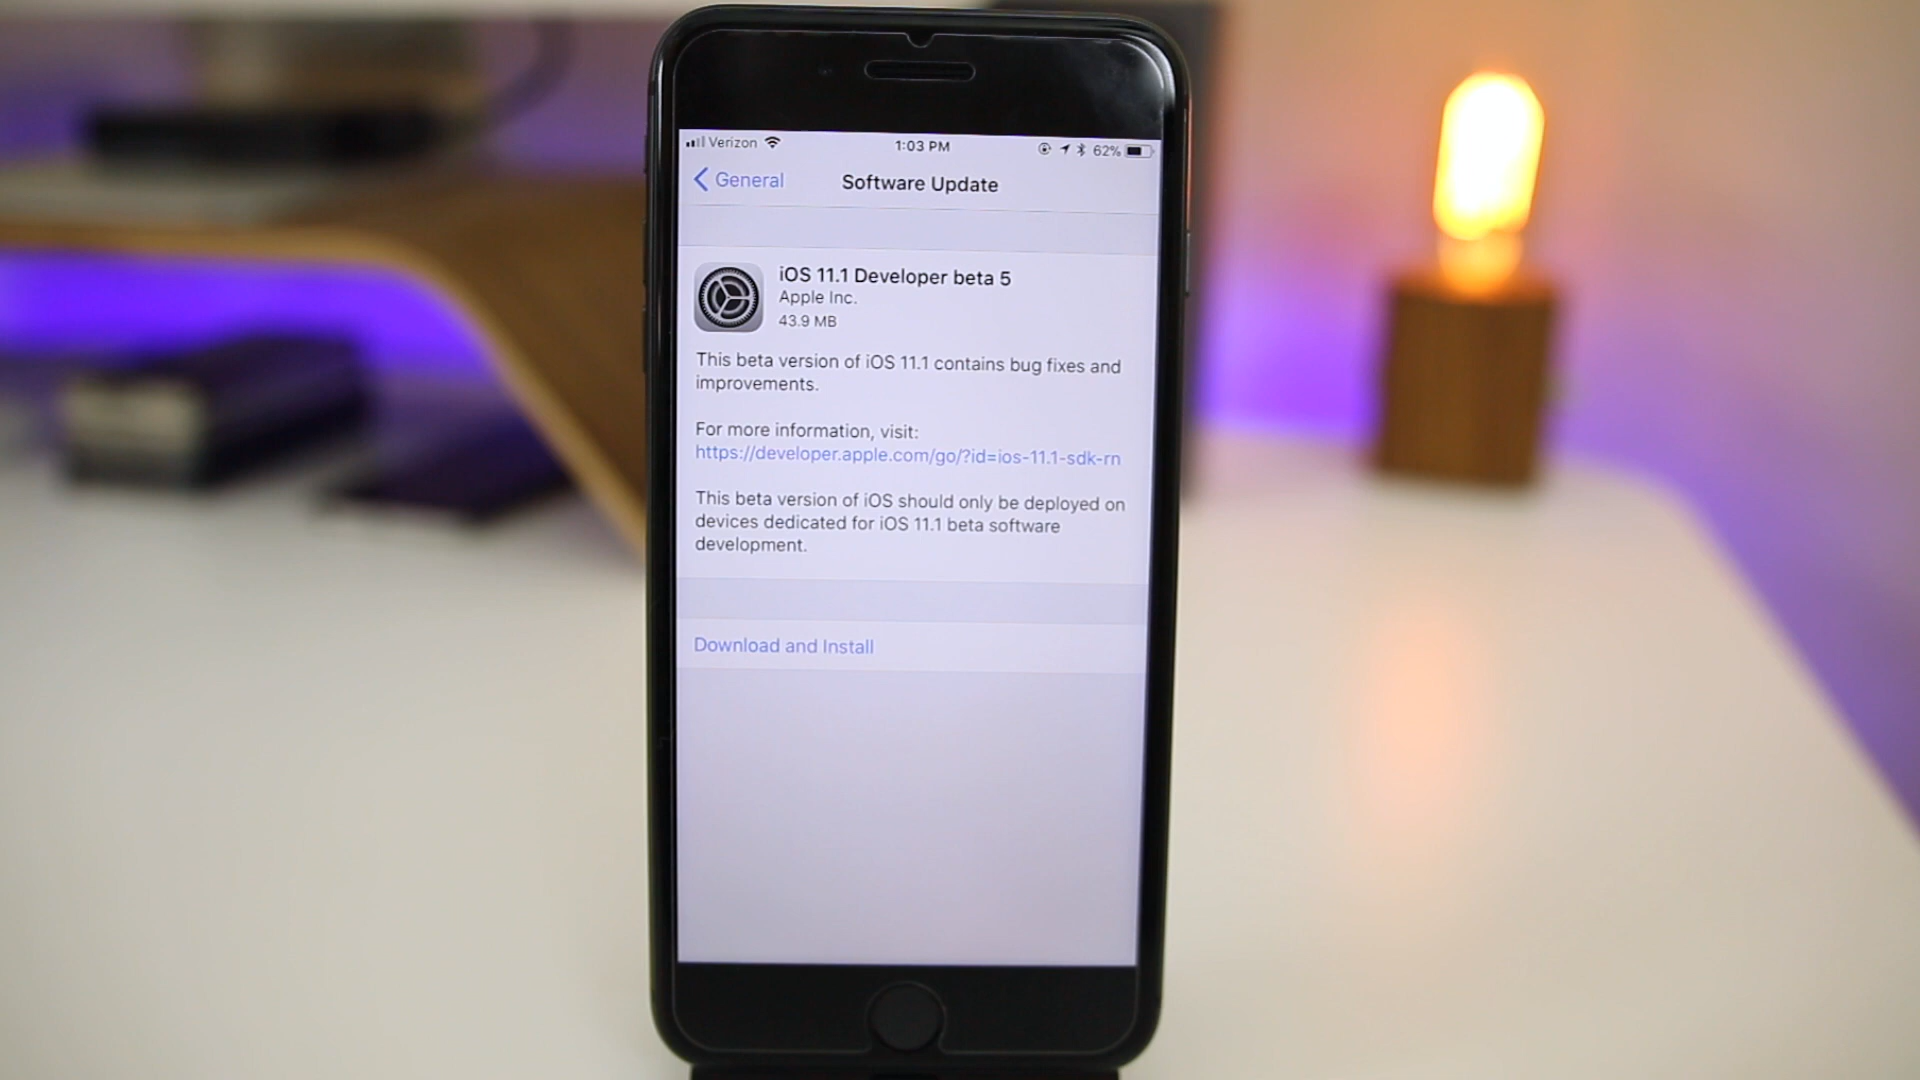 Verizon 1:03 PM 62%
General Software Update
iOS 11.1 Developer beta 5
Apple Inc.
43.9 MB
This beta version of iOS 11.1 contains bug fixes and
improvements.
For more information, visit:
https://developer.apple.com/go/?id=ios-11.1-sdk-rn
This beta version of iOS should only be deployed on
devices dedicated for iOS 11.1 beta software
development.
Download and Install